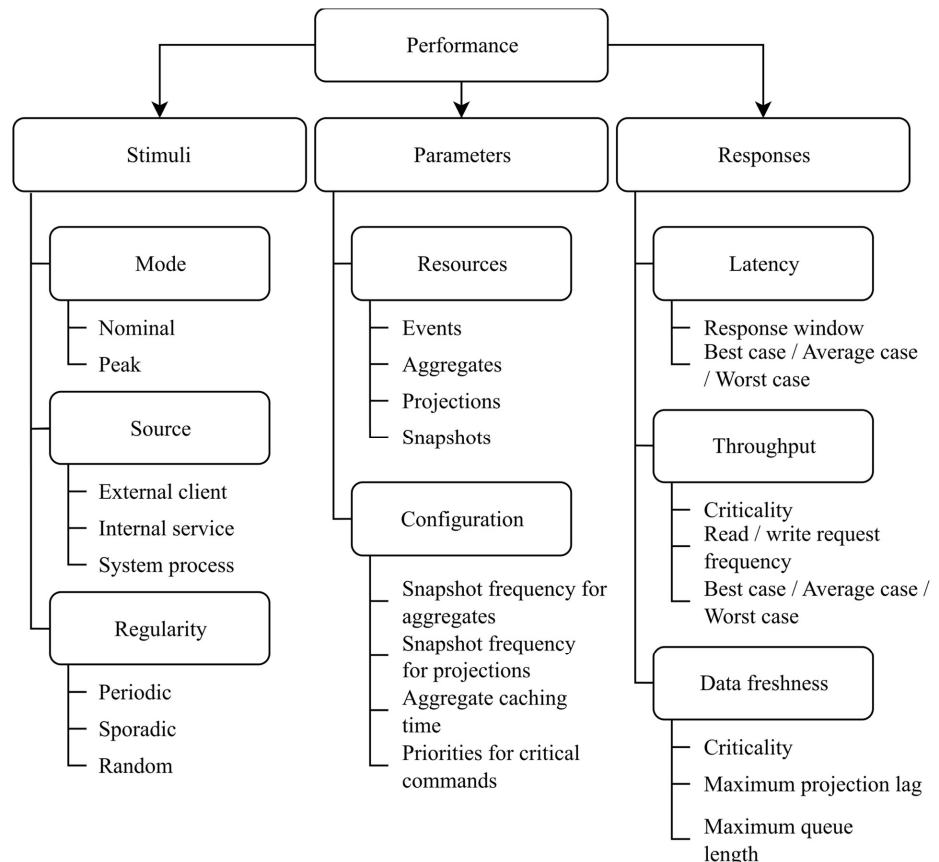 Performance
Stimuli
Mode
Nominal
Peak
Source
External client
Internal service
System process
Regularity
Periodic
Sporadic
Random
Parameters
Resources
Events
Aggregates
Projections
Snapshots
Configuration
Snapshot frequency for
aggregates
Snapshot frequency
for projections
Aggregate caching
time
Priorities for critical
commands
Responses
Latency
Response window
Best case / Average case
/ Worst case
Throughput
Criticality
Read / write request
frequency
Best case / Average case /
Worst case
Data freshness
Criticality
Maximum projection lag
Maximum queue
length